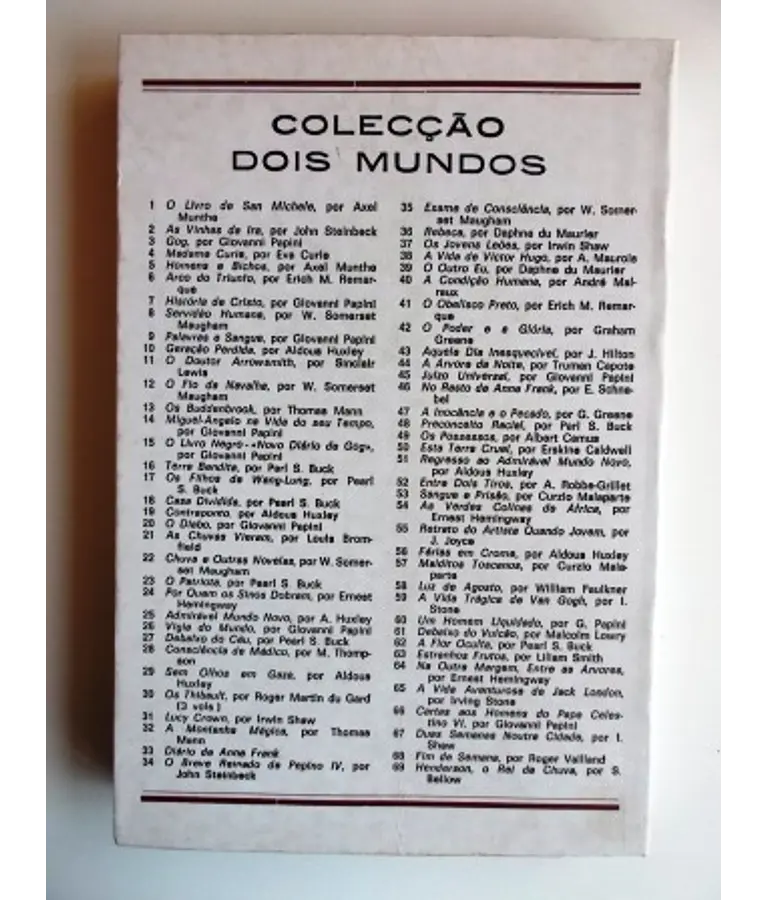 COLECÇÃO
DOIS MUNDOS
1 O Livro de San Michele, por Axel
Munthe
2 As Vinhas da Ira, por John Steinbeck
3 Gog, por Giovanni Papini
4 Madame Curie, por Eve Curie
5 Homens e Bichos, por Axel Munthe
6 Arco do Triunfo, por Erich M. Remar-
que
7 História de Cristo, por Giovanni Papini
8 Servidão Humana, por W. Somerset
Maugham
9 Palavras e Sangue, por Giovanni Papini
10 Geração Perdida, por Aldous Huxley
11 O Doutor Arrowsmith, por Sinclair
Lewis
12 O Fio da Navalha, por W. Somerset
Maugham
13 Os Buddenbrook, por Thomas Mann
14 Miguel-Ângelo na Vida do seu Tempo,
por Giovanni Papini
15 O Livro Negro-«Novo Diário de Gog»,
por Giovanni Papini
16 Terra Bendita, por Perl S. Buck
17 Os Filhos de Wang-Lung, por Pearl
S. Buck
18 Casa Dividida, por Pearl S. Buck
19 Contraponto, por Aldous Huxley
20 O Diabo, por Giovanni Papini
21 As Chuvas Vieram, por Louis Brom-
field
22 Chuva e Outras Novelas, por W. Somer-
set Maugham
23 O Patriota, por Pearl S. Buck
24 Por Quem os Sinos Dobram, por Ernest
Hemingway
25 Admirável Mundo Novo, por A. Huxley
26 Vigia do Mundo, por Giovanni Papini
27 Debaixo do Céu, por Pearl S. Buck
28 Consciência de Médico, por M. Thomp-
son
29 Sem Olhos em Gaza, por Aldous
Huxley
30 Os Thibault, por Roger Martin du Gard
(3 vols)
31 Lucy Crown, por Irwin Shaw
32 A Montanha Mágica, por Thomas
Mann
33 Diário de Anne Frank
34 O Breve Reinado de Pepino IV, por
John Steinbeck
35 Exame de Consciência, por W. Somer-
set Maugham
36 Rebeca, por Daphne du Maurier
37 Os Jovens Leões, por Irwin Shaw
38 A Vida de Victor Hugo, por A. Maurois
39 O Outro Eu, por Daphne du Maurier
40 A Condição Humana, por André Mal-
raux
41 O Obelisco Preto, por Erich M. Remar-
que
42 O Poder e a Glória, por Graham
Greene
43 Aquele Dia Inesquecível, por J. Hilton
44 A Árvore da Noite, por Truman Capote
45 Juízo Universal, por Giovanni Papini
46 No Rasto de Anne Frank, por E. Schna-
bel
47 A Inocência e o Pecado, por G. Greene
48 Preconceito Racial, por Perl S. Buck
49 Os Possessos, por Albert Camus
50 Esta Terra Cruel, por Erskine Caldwell
51 Regresso ao Admirável Mundo Novo,
por Aldous Huxley
52 Entre Dois Tiros, por A. Robbe-Grillet
53 Sangue e Prisão, por Curzio Malaparte
54 As Verdes Colinas de África, por
Ernest Hemingway
55 Retrato do Artista Quando Jovem, por
J. Joyce
56 Férias em Crome, por Aldous Huxley
57 Malditos Toscanos, por Curzio Mala-
parte
58 Luz de Agosto, por William Faulkner
59 A Vida Trágica de Van Gogh, por I.
Stone
60 Um Homem Liquidado, por G. Papini
61 Debaixo do Vulcão, por Malcolm Lowry
62 A Flor Oculta, por Pearl S. Buck
63 Estranhos Frutos, por Lilian Smith
64 Na Outra Margem, Entre as Árvores,
por Ernest Hemingway
65 A Vida Aventurosa de Jack London,
por Irving Stone
66 Cartas aos Homens do Papa Celes-
tino VI, por Giovanni Papini
67 Duas Semanas Noutra Cidade, por I.
Shaw
68 Fim de Semana, por Roger Vailland
69 Henderson, o Rei da Chuva, por S.
Bellow